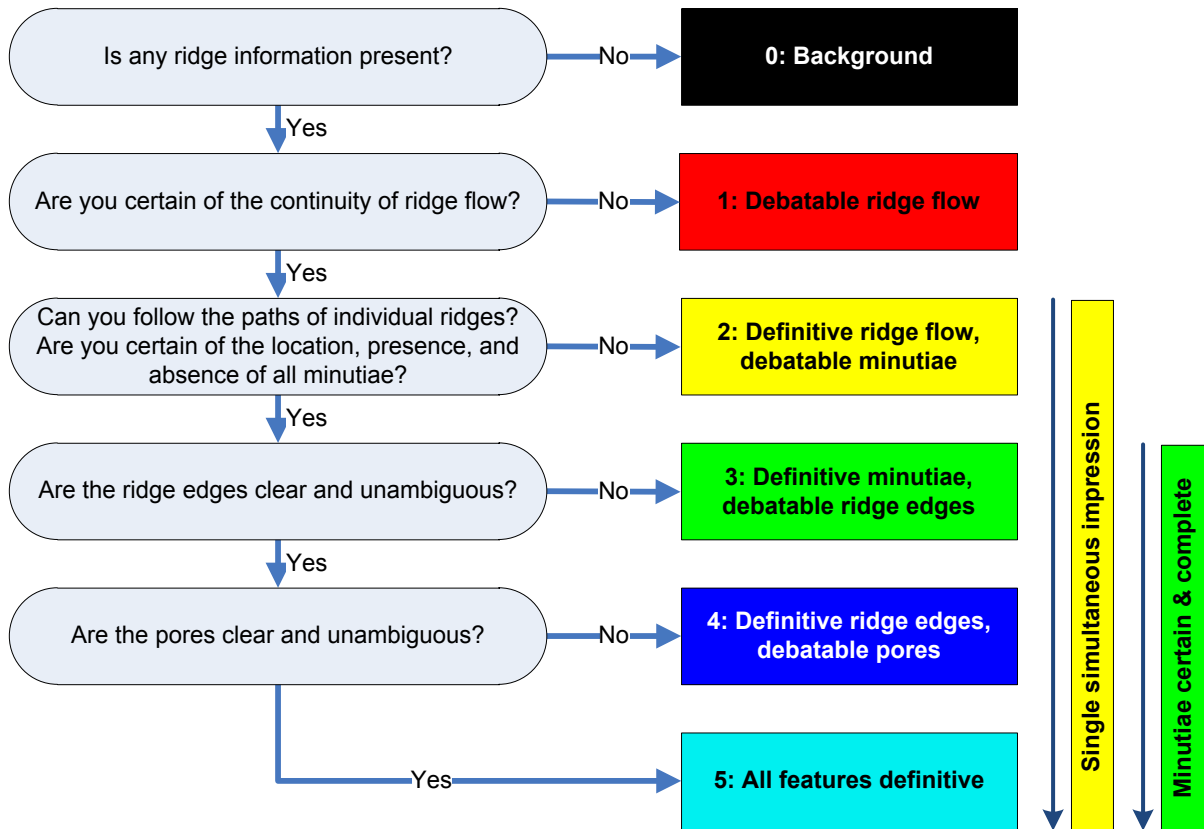 Is any ridge information present?
No
0: Background
Yes
Are you certain of the continuity of ridge flow?
No
1: Debatable ridge flow
Yes
Can you follow the paths of individual ridges?
Are you certain of the location, presence, and
absence of all minutiae?
No
2: Definitive ridge flow,
debatable minutiae
Yes
Are the ridge edges clear and unambiguous?
No
3: Definitive minutiae,
debatable ridge edges
Yes
Are the pores clear and unambiguous?
No
4: Definitive ridge edges,
debatable pores
Yes
5: All features definitive
Single simultaneous impression
Minutiae certain & complete